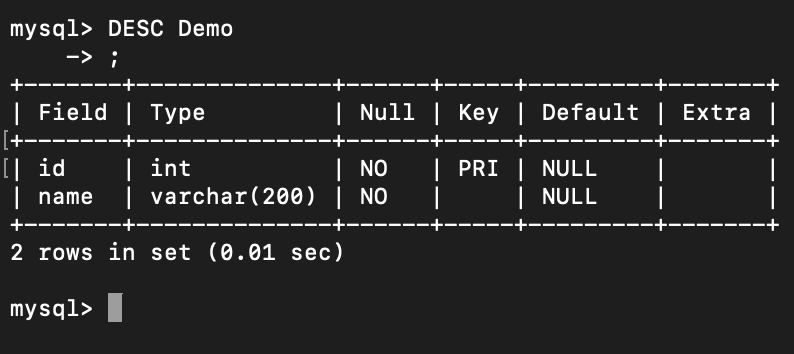 mysql> DESC Demo
    -> ;
+-------+--------------+------+-----+---------+-------+
| Field | Type         | Null | Key | Default | Extra |
+-------+--------------+------+-----+---------+-------+
| id    | int          | NO   | PRI | NULL    |       |
| name  | varchar(200) | NO   |     | NULL    |       |
+-------+--------------+------+-----+---------+-------+
2 rows in set (0.01 sec)
mysql>